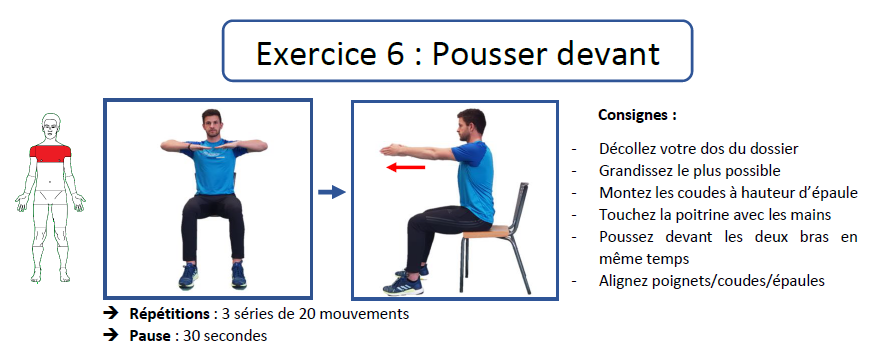 Exercice 6 : Pousser devant
Consignes :
- Décollez votre dos du dossier
- Grandissez le plus possible
- Montez les coudes à hauteur d'épaule
- Touchez la poitrine avec les mains
- Poussez devant les deux bras en
même temps
- Alignez poignets/coudes/épaules
➔ Répétitions : 3 séries de 20 mouvements
➔ Pause : 30 secondes